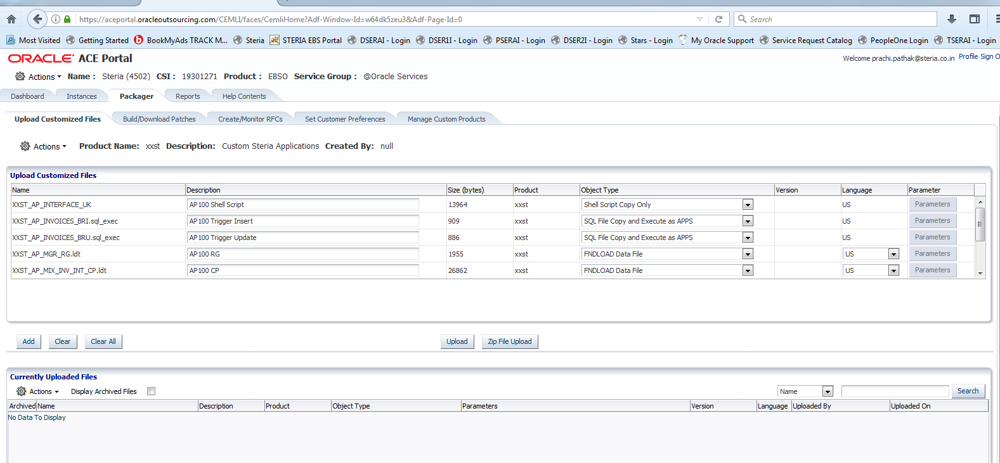 https://aceportal.oracleoutsourcing.com/CEMLI/faces/CemliHome?Adf-Window-Id=w64dk5zeu3&Adf-Page-Id=0 Search
Most Visited Getting Started BookMyAds TRACK M... Steria STERIA EBS Portal DSERAI - Login DSER1I - Login PSERAI - Login DSER2I - Login Stars - Login My Oracle Support Service Request Catalog PeopleOne Login TSERAI - Login
ORACLE ACE Portal Welcome prachi.pathak@steria.co.in Profile Sign O
Actions Name : Steria (4502) CSI : 19301271 Product : EBSO Service Group : @Oracle Services
Dashboard Instances Packager Reports Help Contents
Upload Customized Files Build/Download Patches Create/Monitor RFCs Set Customer Preferences Manage Custom Products
Actions Product Name: xxst Description: Custom Steria Applications Created By: null
Upload Customized Files
Name Description Size (bytes) Product Object Type Version Language Parameter
XXST_AP_INTERFACE_UK AP100 Shell Script 13964 xxst Shell Script Copy Only US Parameters
XXST_AP_INVOICES_BRI.sql_exec AP100 Trigger Insert 909 xxst SQL File Copy and Execute as APPS US Parameters
XXST_AP_INVOICES_BRU.sql_exec AP100 Trigger Update 886 xxst SQL File Copy and Execute as APPS US Parameters
XXST_AP_MGR_RG.ldt AP100 RG 1955 xxst FNDLOAD Data File US Parameters
XXST_AP_MIX_INV_INT_CP.ldt AP100 CP 26862 xxst FNDLOAD Data File US Parameters
Add Clear Clear All Upload Zip File Upload
Currently Uploaded Files
Actions Display Archived Files Name Search
Archived Name Description Product Object Type Parameters Version Language Uploaded By Uploaded On
No Data To Display